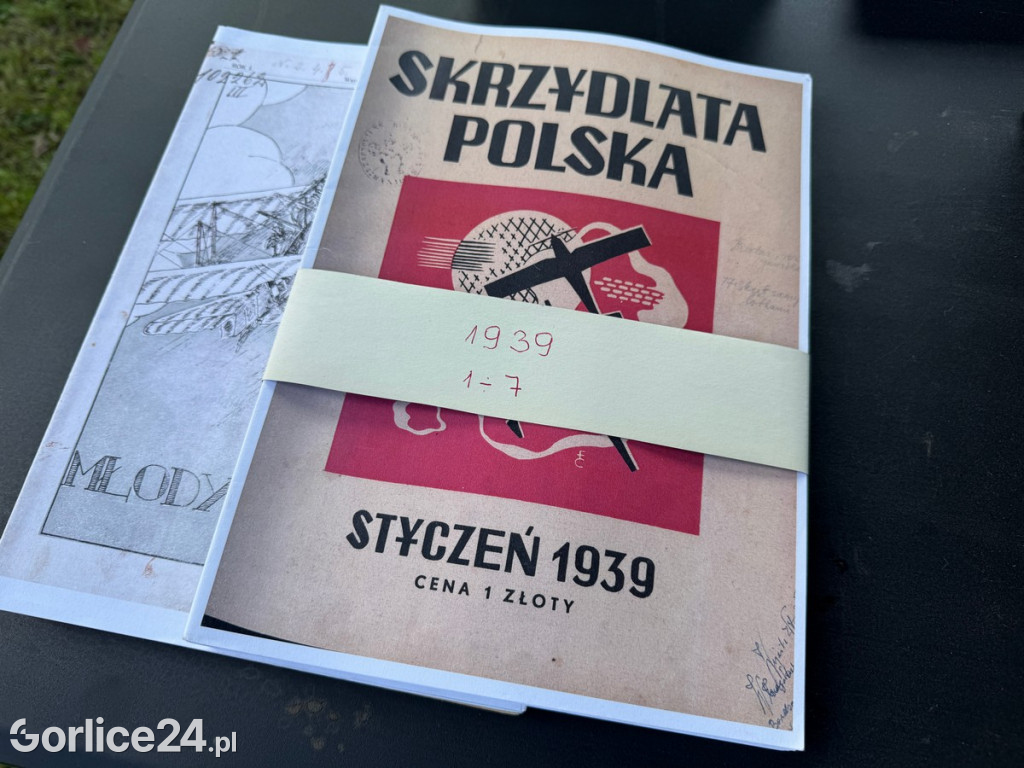 SKRZYDLATA
POLSKA
1939
1÷7
STYCZEŃ 1939
CENA 1 ZŁOTY
MŁODY
Gorlice24.pl